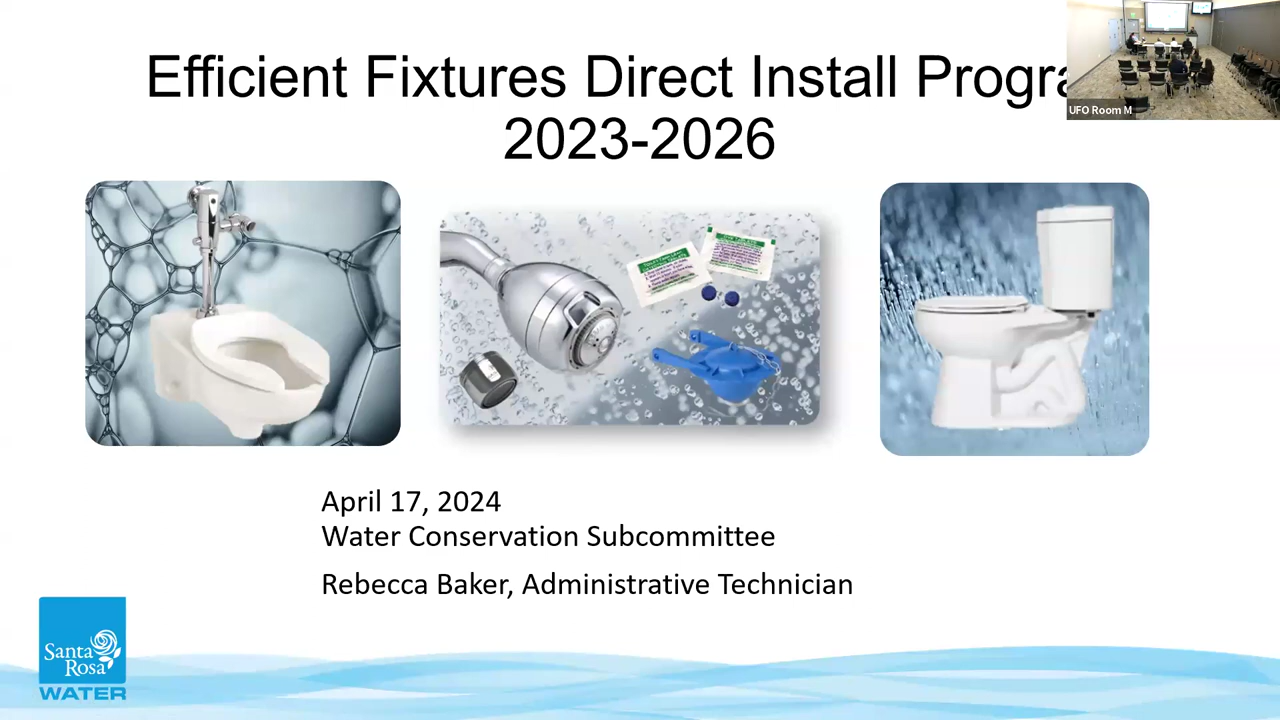 Efficient Fixtures Direct Install Progra
2023-2026
UFO Room M
April 17, 2024
Water Conservation Subcommittee
Rebecca Baker, Administrative Technician
Santa
Rosa
WATER